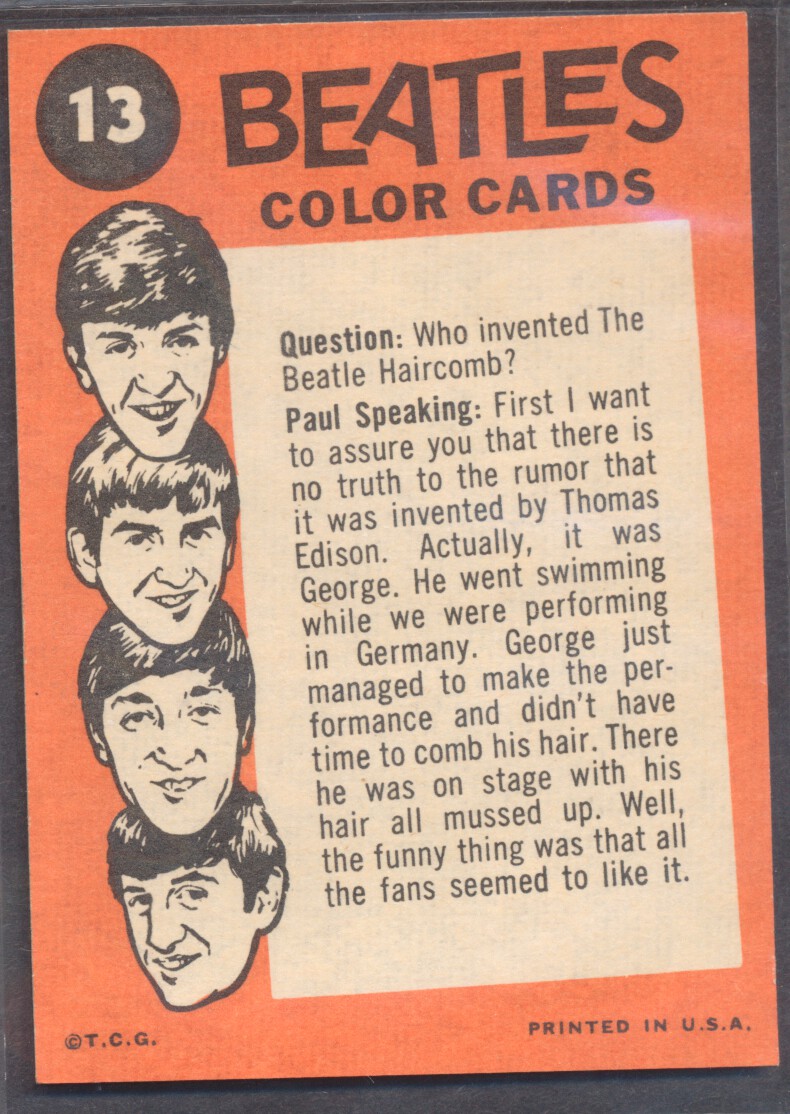 13
BEATLES
COLOR CARDS
Question: Who invented The
Beatle Haircomb?
Paul Speaking: First I want
to assure you that there is
no truth to the rumor that
it was invented by Thomas
Edison. Actually, it was
George. He went swimming
while we were performing
in Germany. George just
managed to make the per-
formance and didn't have
time to comb his hair. There
he was on stage with his
hair all mussed up. Well,
the funny thing was that all
the fans seemed to like it.
©T.C.G.
PRINTED IN U.S.A.